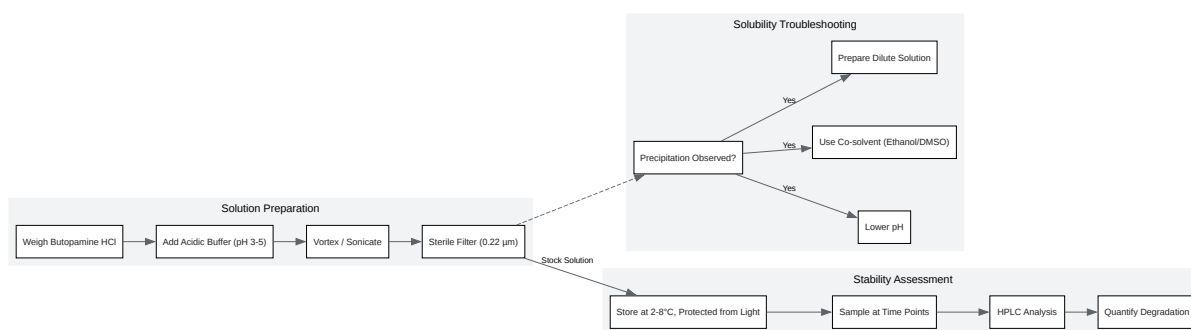 Solubility Troubleshooting
Prepare Dilute Solution
Yes
Use Co-solvent (Ethanol/DMSO)
Yes
Precipitation Observed?
Yes
Lower pH
Solution Preparation
Weigh Butopamine HCl
Add Acidic Buffer (pH 3-5)
Vortex / Sonicate
Sterile Filter (0.22 µm)
Stock Solution
Stability Assessment
Store at 2-8°C, Protected from Light
Sample at Time Points
HPLC Analysis
Quantify Degradation